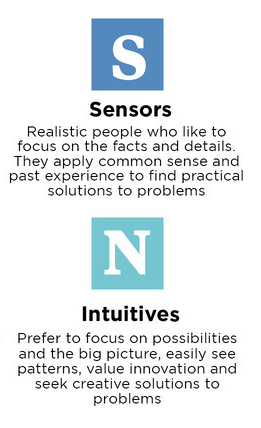 S
Sensors
Realistic people who like to
focus on the facts and details.
They apply common sense and
past experience to find practical
solutions to problems
N
Intuitives
Prefer to focus on possibilities
and the big picture, easily see
patterns, value innovation and
seek creative solutions to
problems